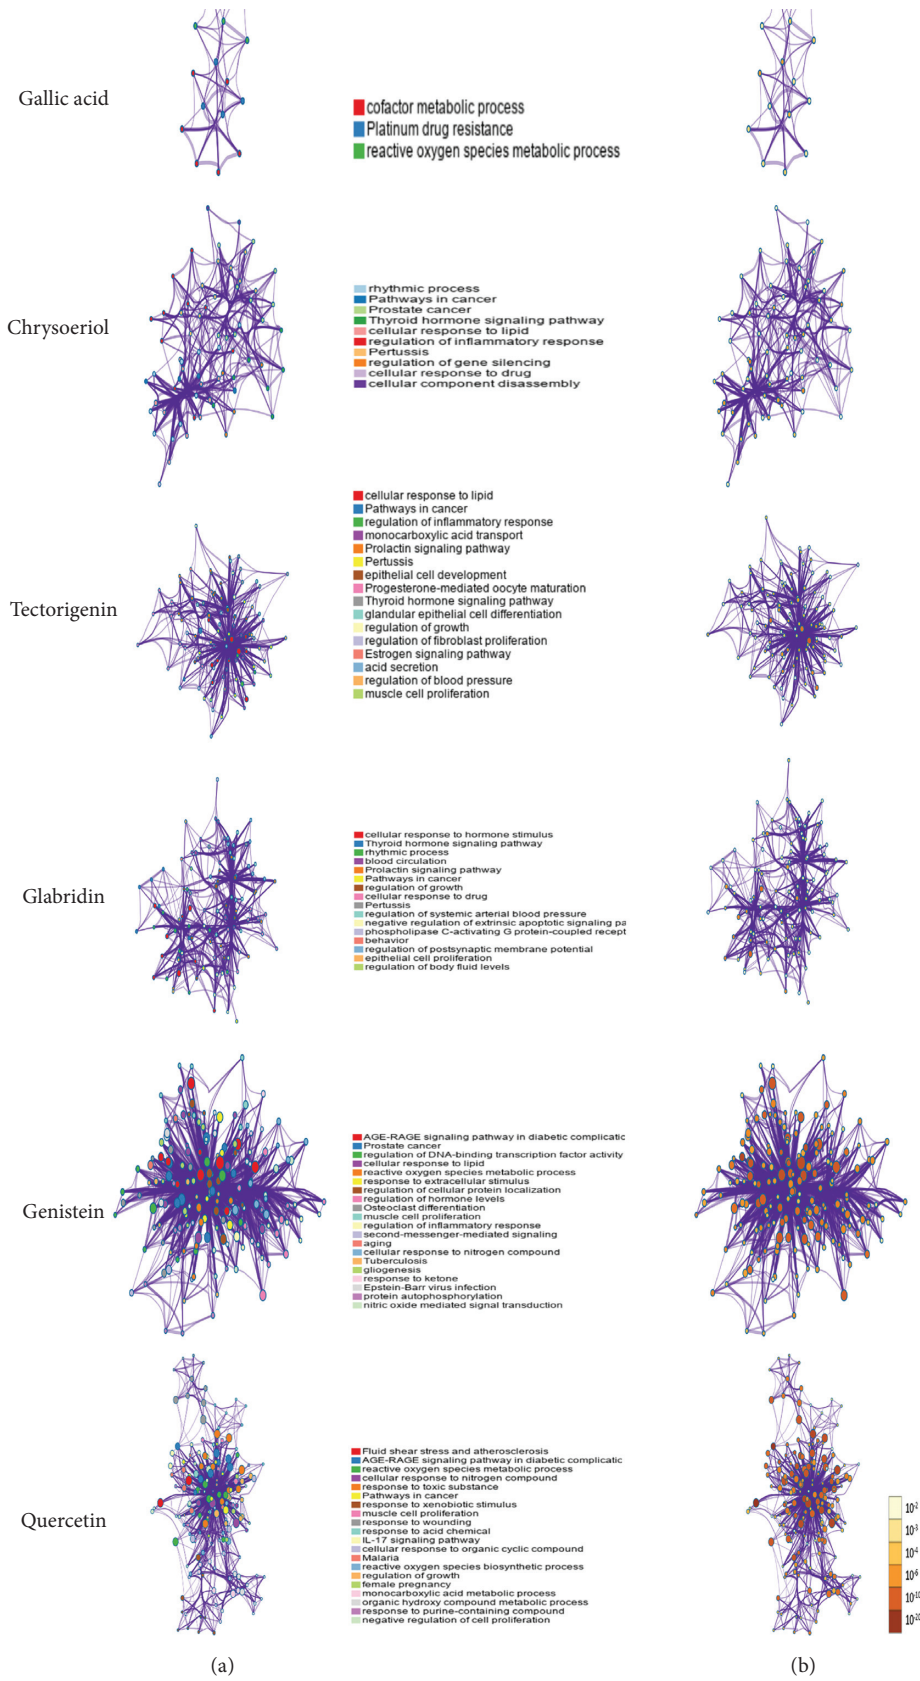 Gallic acid
cofactor metabolic process
Platinum drug resistance
reactive oxygen species metabolic process
Chrysoeriol
rhythmic process
Pathways in cancer
Prostate cancer
Thyroid hormone signaling pathway
cellular response to lipid
regulation of inflammatory response
Pertussis
regulation of gene silencing
cellular response to drug
cellular component disassembly
Tectorigenin
cellular response to lipid
Pathways in cancer
regulation of inflammatory response
monocarboxylic acid transport
Prolactin signaling pathway
Pertussis
epithelial cell development
Progesterone-mediated oocyte maturation
Thyroid hormone signaling pathway
glandular epithelial cell differentiation
regulation of growth
regulation of fibroblast proliferation
Estrogen signaling pathway
acid secretion
regulation of blood pressure
muscle cell proliferation
Glabridin
cellular response to hormone stimulus
Thyroid hormone signaling pathway
rhythmic process
blood circulation
Prolactin signaling pathway
Pathways in cancer
regulation of growth
cellular response to drug
Pertussis
regulation of systemic arterial blood pressure
negative regulation of extrinsic apoptotic signaling pa
phospholipase C-activating G protein-coupled recept
behavior
regulation of postsynaptic membrane potential
epithelial cell proliferation
regulation of body fluid levels
Genistein
AGE-RAGE signaling pathway in diabetic complicatic
Prostate cancer
regulation of DNA-binding transcription factor activity
cellular response to lipid
reactive oxygen species metabolic process
response to extracellular stimulus
regulation of cellular protein localization
regulation of hormone levels
Osteoclast differentiation
muscle cell proliferation
regulation of inflammatory response
second-messenger-mediated signaling
aging
cellular response to nitrogen compound
Tuberculosis
gliogenesis
response to ketone
Epstein-Barr virus infection
protein autophosphorylation
nitric oxide mediated signal transduction
Quercetin
Fluid shear stress and atherosclerosis
AGE-RAGE signaling pathway in diabetic complicatic
reactive oxygen species metabolic process
cellular response to nitrogen compound
response to toxic substance
Pathways in cancer
response to xenobiotic stimulus
muscle cell proliferation
response to wounding
response to acid chemical
IL-17 signaling pathway
cellular response to organic cyclic compound
Malaria
reactive oxygen species biosynthetic process
regulation of growth
female pregnancy
monocarboxylic acid metabolic process
organic hydroxy compound metabolic process
response to purine-containing compound
negative regulation of cell proliferation
10⁻²
10⁻³
10⁻⁴
10⁻⁶
10⁻¹⁰
10⁻²⁰
(a)
(b)